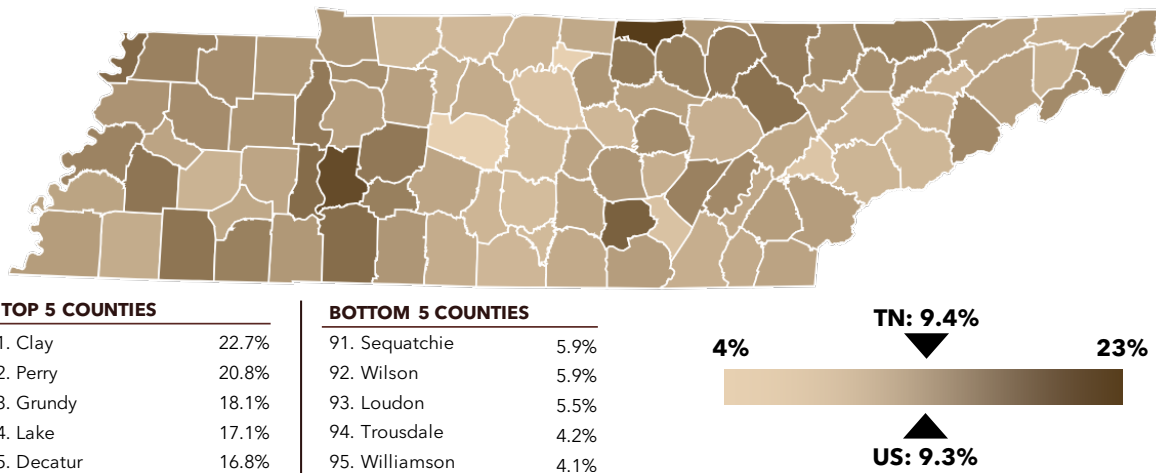 TOP 5 COUNTIES
1. Clay 22.7%
2. Perry 20.8%
3. Grundy 18.1%
4. Lake 17.1%
5. Decatur 16.8%
BOTTOM 5 COUNTIES
91. Sequatchie 5.9%
92. Wilson 5.9%
93. Loudon 5.5%
94. Trousdale 4.2%
95. Williamson 4.1%
TN: 9.4%
4% 23%
US: 9.3%